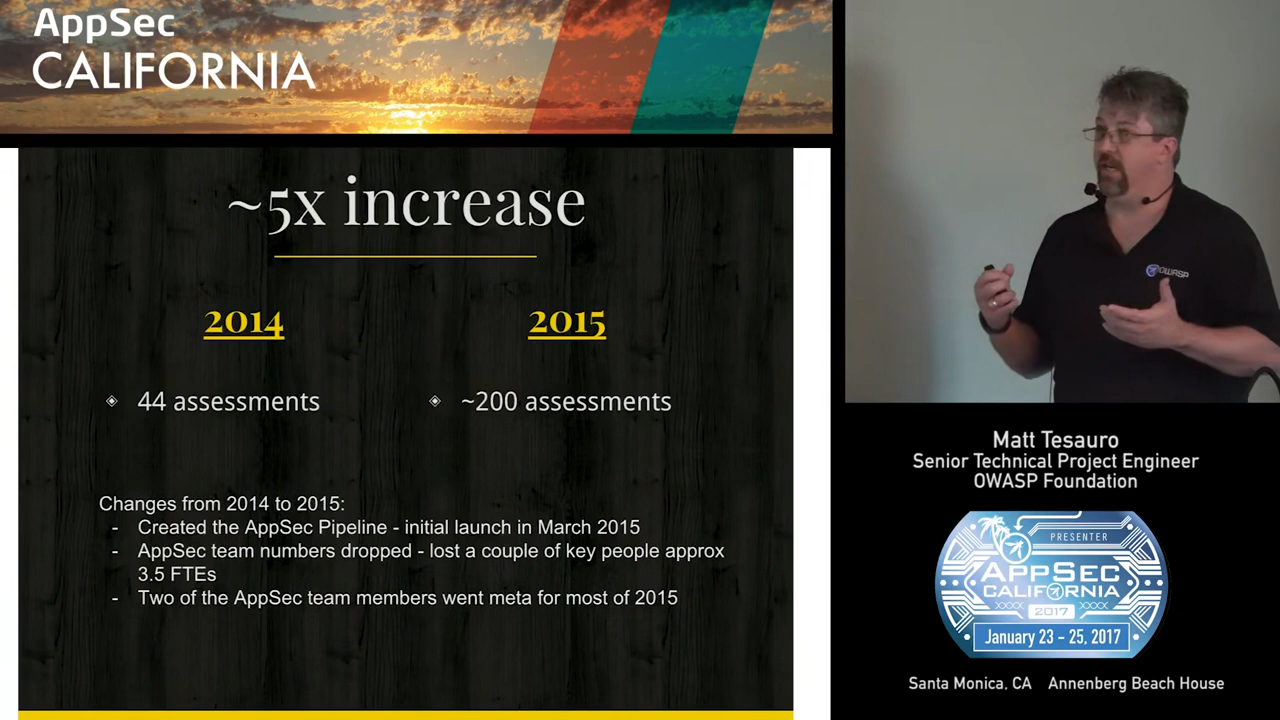 AppSec
CALIFORNIA
~5x increase
2014
2015
44 assessments
~200 assessments
Changes from 2014 to 2015:
- Created the AppSec Pipeline - initial launch in March 2015
- AppSec team numbers dropped - lost a couple of key people approx
3.5 FTEs
- Two of the AppSec team members went meta for most of 2015
OWASP
Matt Tesauro
Senior Technical Project Engineer
OWASP Foundation
PRESENTER
APPSEC
CALIFORNIA
XXXX 2017 XXXX
January 23 - 25, 2017
Santa Monica, CA Annenberg Beach House